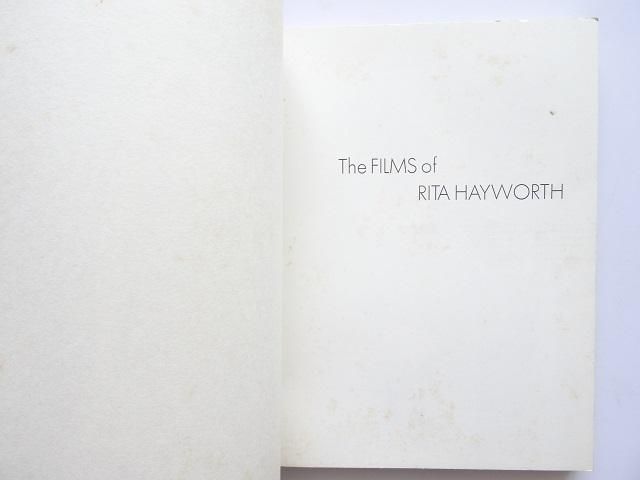 The FILMS of
RITA HAYWORTH